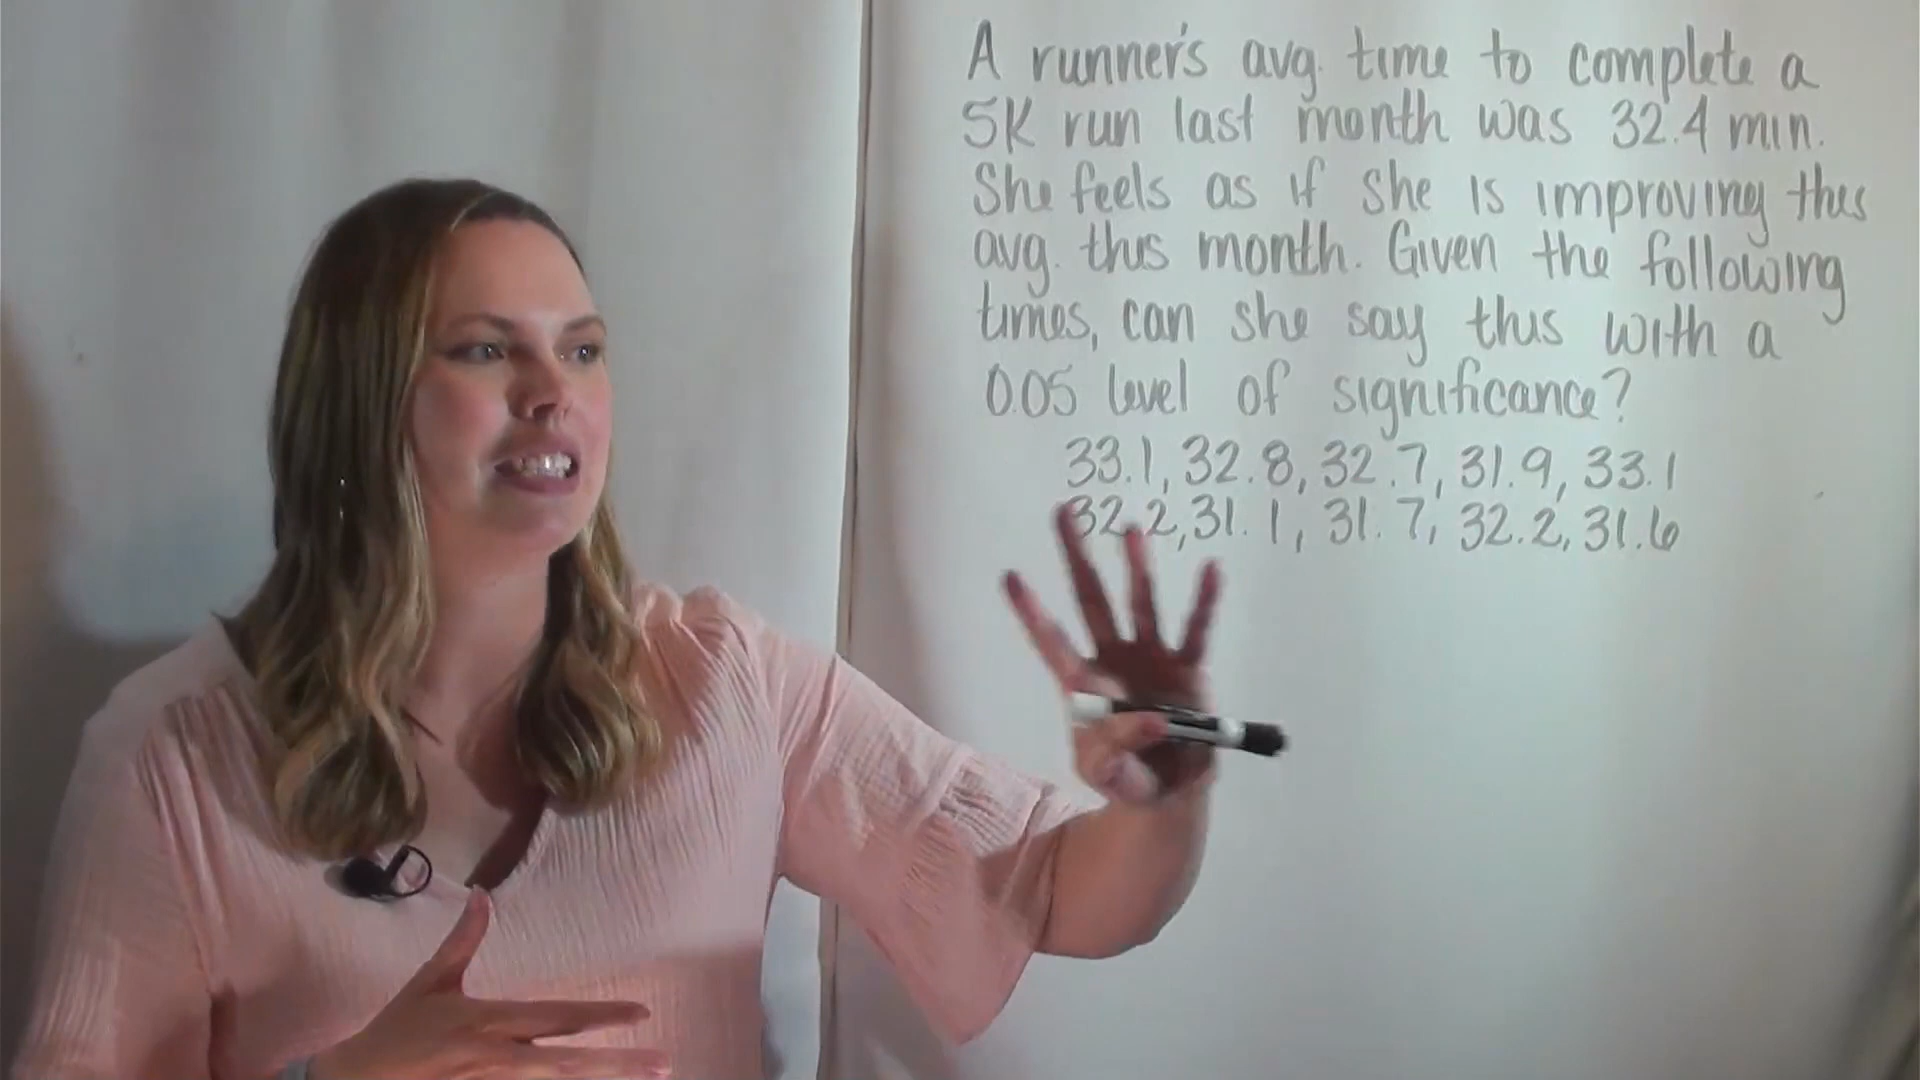 A runner's avg. time to complete a
5K run last month was 32.4 min.
She feels as if she is improving this
avg. this month. Given the following
times, can she say this with a
0.05 level of significance?
33.1, 32.8, 32.7, 31.9, 33.1
32.2, 31.1, 31.7, 32.2, 31.6